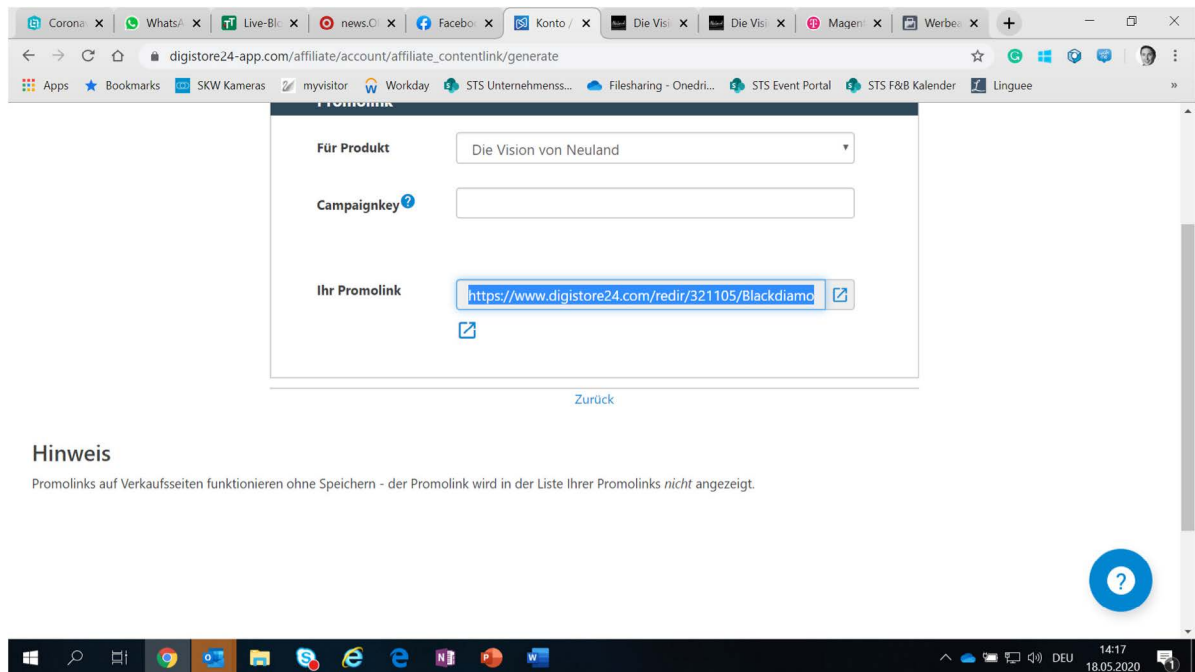 Corona
WhatsA
Live-Blo
news.O
Facebo
Konto /
Die Visi
Die Visi
Magent
Werbea
digistore24-app.com/affiliate/account/affiliate_contentlink/generate
Apps Bookmarks SKW Kameras myvisitor Workday STS Unternehmenss... Filesharing - Onedri... STS Event Portal STS F&B Kalender Linguee »
Promolink
Für Produkt Die Vision von Neuland
Campaignkey ?
Ihr Promolink https://www.digistore24.com/redir/321105/Blackdiamo
Zurück
Hinweis
Promolinks auf Verkaufsseiten funktionieren ohne Speichern - der Promolink wird in der Liste Ihrer Promolinks nicht angezeigt.
?
DEU 14:17
18.05.2020